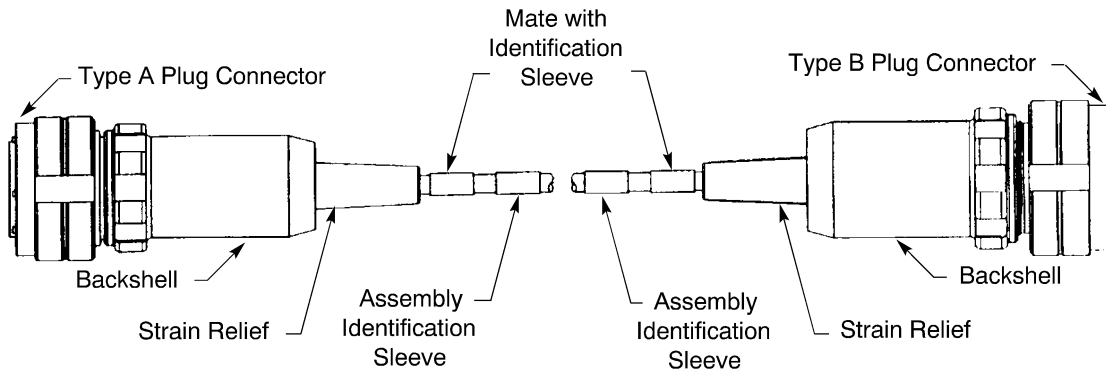 Mate with
Identification
Sleeve
Type A Plug Connector
Type B Plug Connector
Backshell
Backshell
Assembly
Identification
Sleeve
Assembly
Identification
Sleeve
Strain Relief
Strain Relief